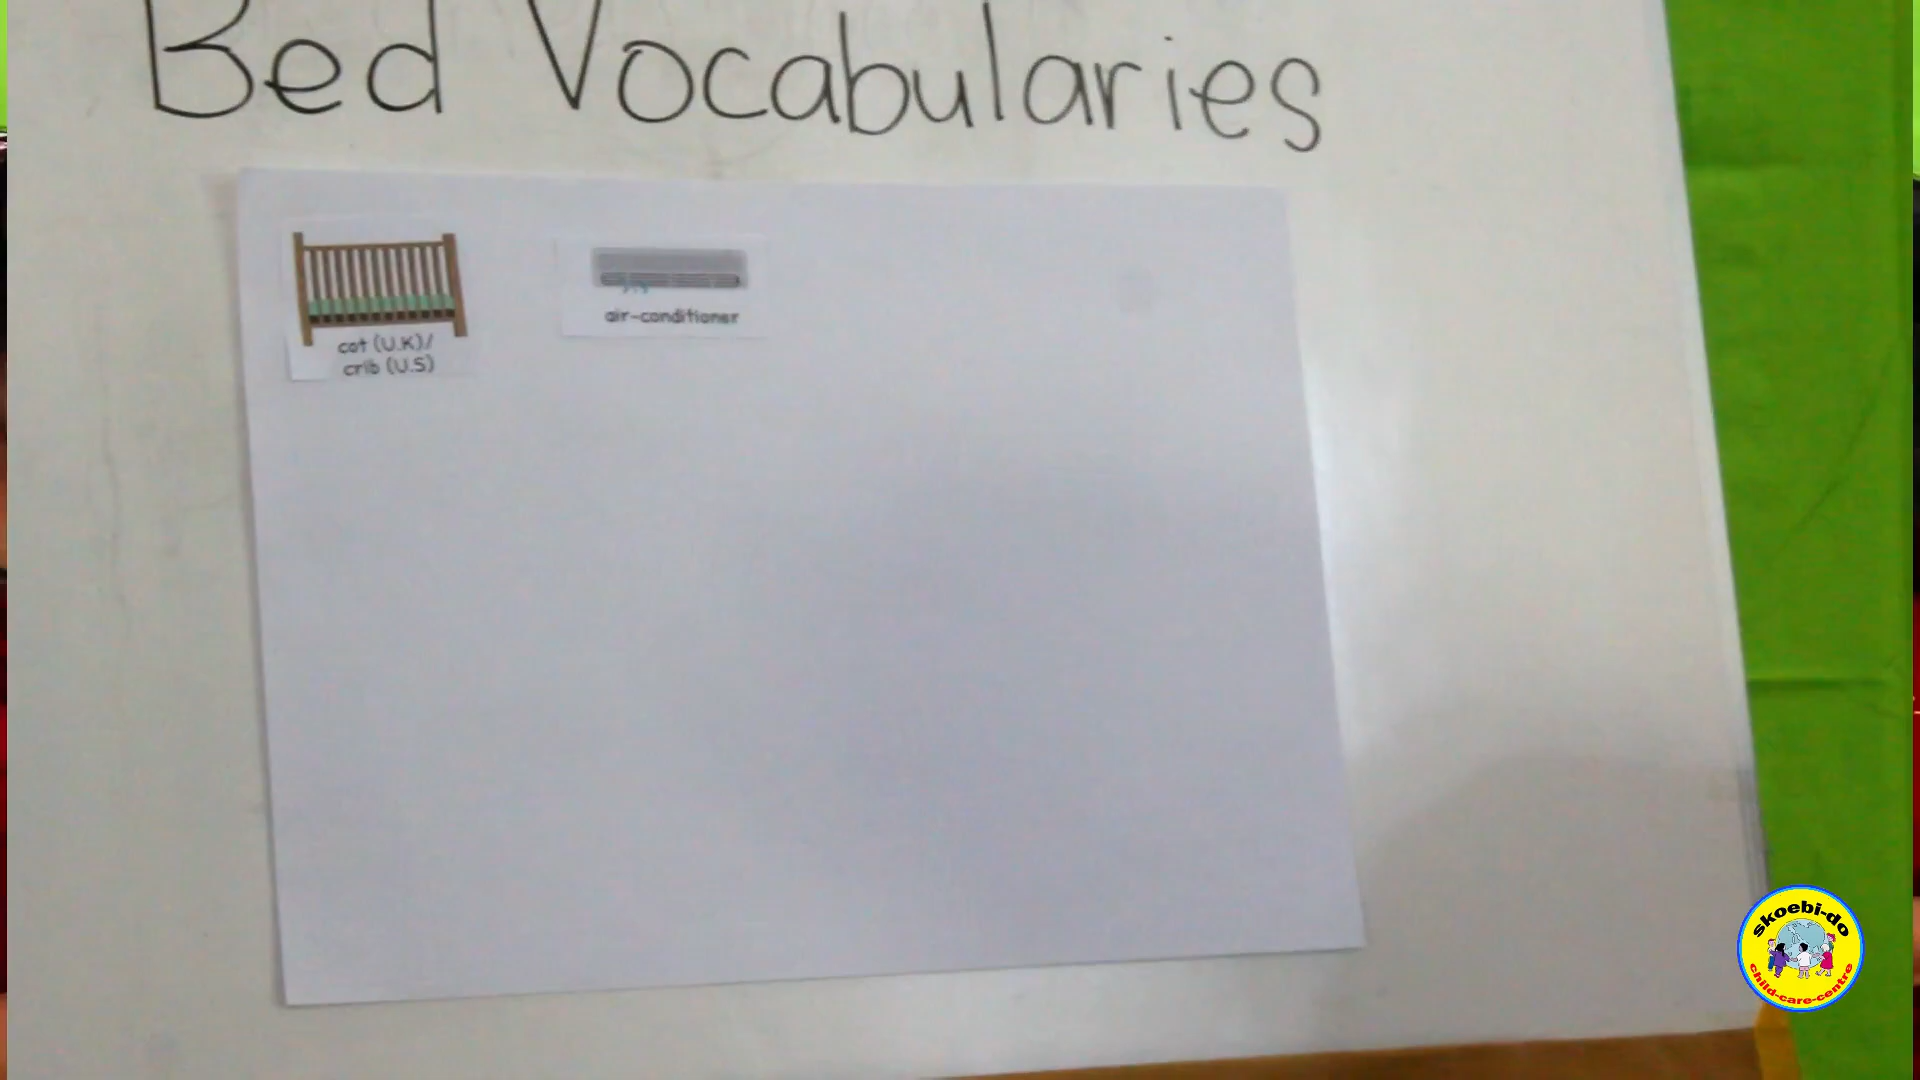 Bed Vocabularies
cot (U.K)/
crib (U.S)
air-conditioner
skoebi-do
child-care-centre